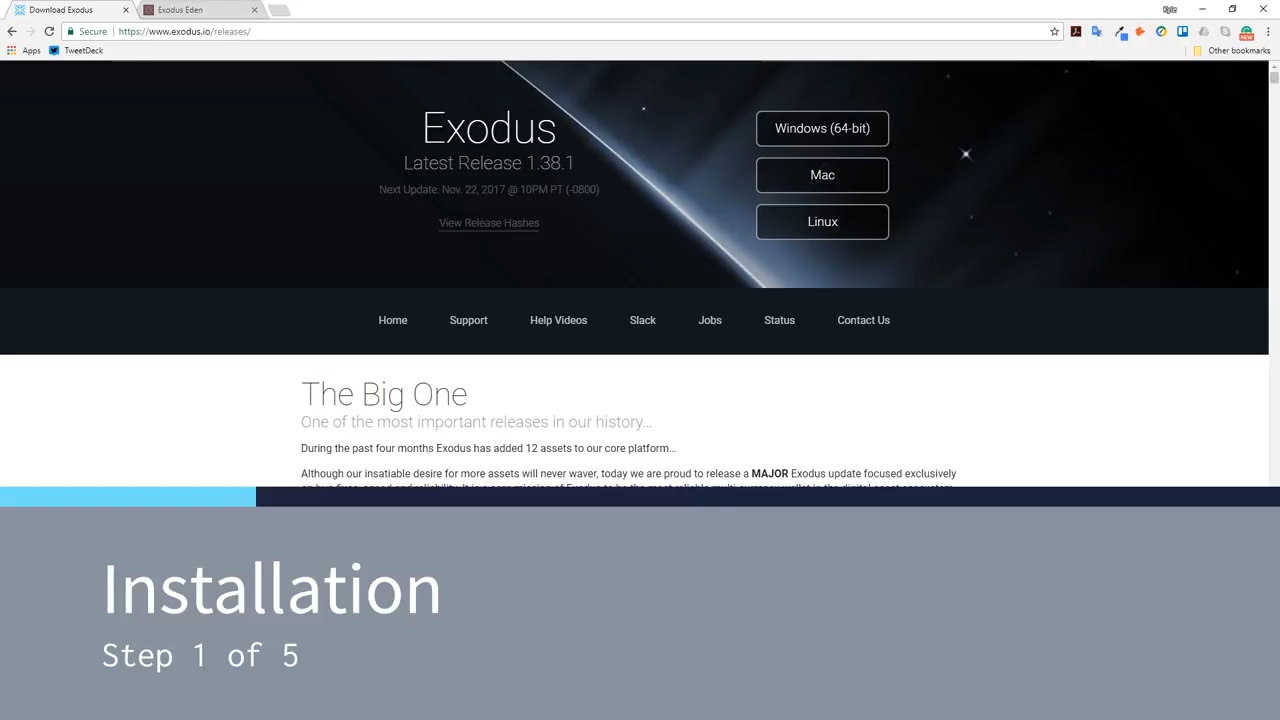 Download Exodus
Exodus Eden
Kyle
Secure
https://www.exodus.io/releases/
Apps
TweetDeck
NEW
Other bookmarks
Exodus
Latest Release 1.38.1
Next Update: Nov. 22, 2017 @ 10PM PT (-0800)
View Release Hashes
Windows (64-bit)
Mac
Linux
Home
Support
Help Videos
Slack
Jobs
Status
Contact Us
The Big One
One of the most important releases in our history...
During the past four months Exodus has added 12 assets to our core platform...
Although our insatiable desire for more assets will never waver, today we are proud to release a MAJOR Exodus update focused exclusively
Installation
Step 1 of 5